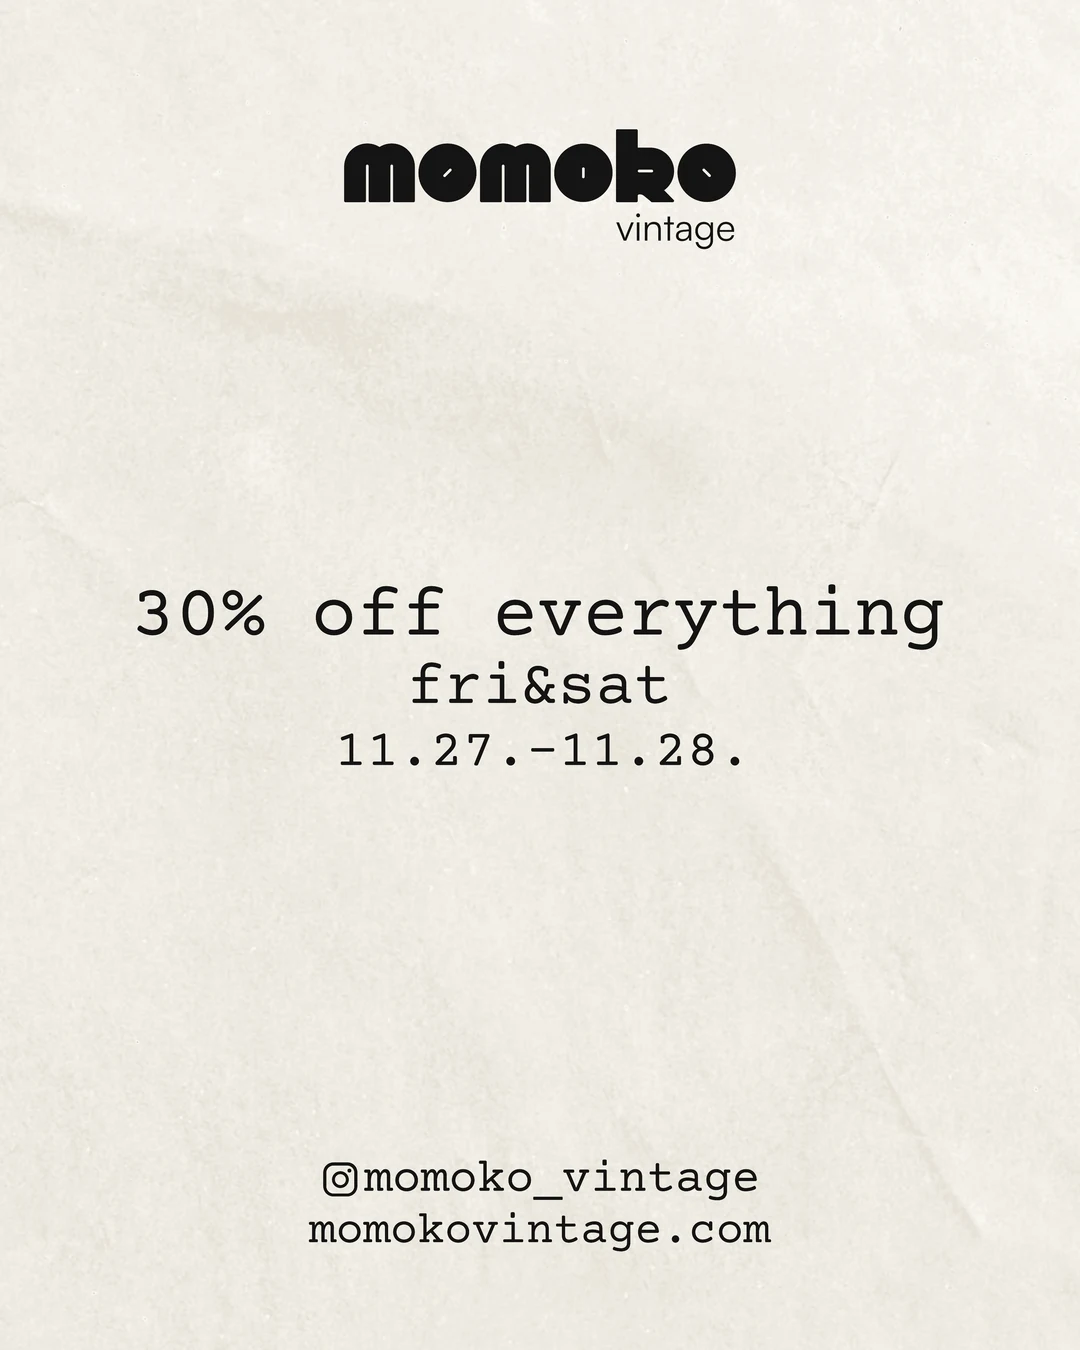 momoko
vintage
30% off everything
fri&sat
11.27.-11.28.
momoko_vintage
momokovintage.com